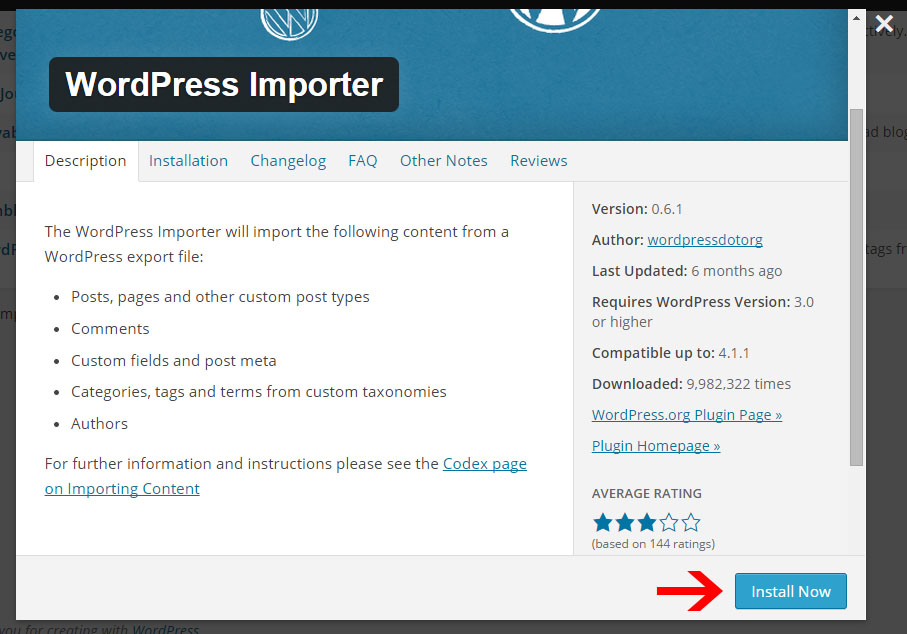 WordPress Importer
Description Installation Changelog FAQ Other Notes Reviews
The WordPress Importer will import the following content from a
WordPress export file:
Posts, pages and other custom post types
Comments
Custom fields and post meta
Categories, tags and terms from custom taxonomies
Authors
For further information and instructions please see the Codex page
on Importing Content
Version: 0.6.1
Author: wordpressdotorg
Last Updated: 6 months ago
Requires WordPress Version: 3.0
or higher
Compatible up to: 4.1.1
Downloaded: 9,982,322 times
WordPress.org Plugin Page »
Plugin Homepage »
AVERAGE RATING
(based on 144 ratings)
Install Now
you for creating with WordPress